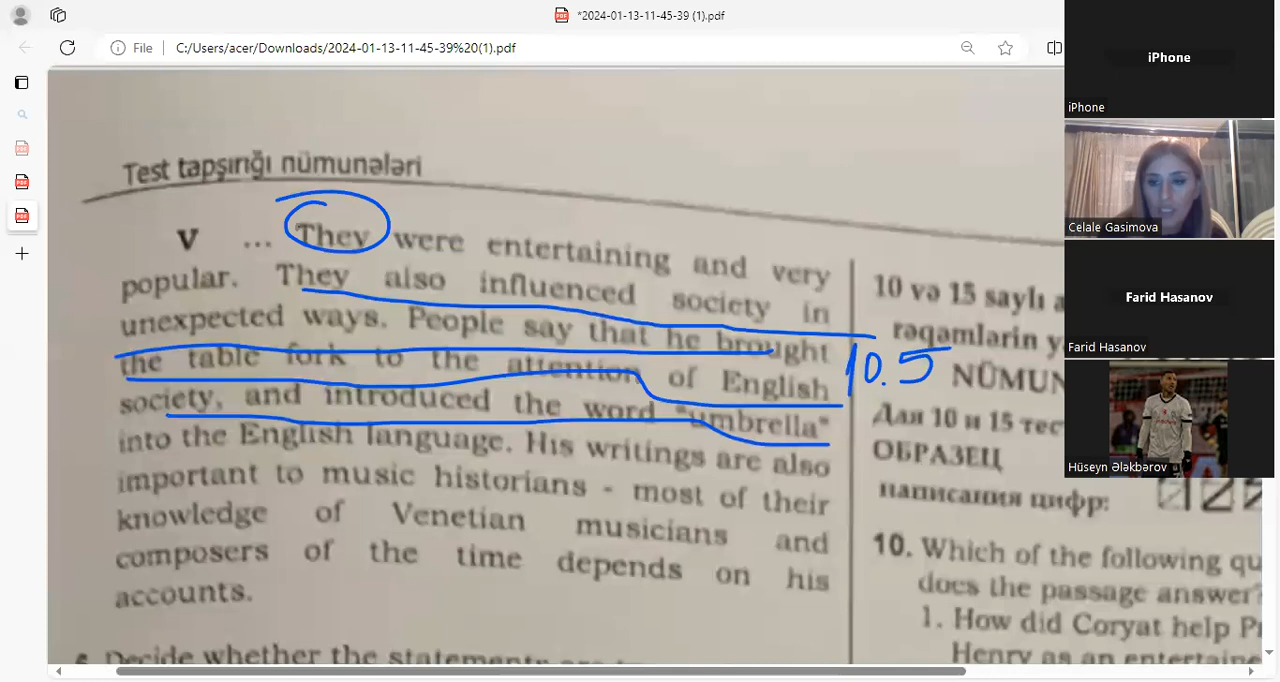 *2024-01-13-11-45-39 (1).pdf
File
C:/Users/acer/Downloads/2024-01-13-11-45-39%20(1).pdf
Test tapşırığı nümunələri
V ... They were entertaining and very
popular. They also influenced society in
unexpected ways. People say that he brought
the table fork to the attention of English
society, and introduced the word "umbrella"
into the English language. His writings are also
important to music historians - most of their
knowledge of Venetian musicians and
composers of the time depends on his
accounts.
6. Decide whether the statements are
10.5
10 və 15 saylı
rəqəmlərin
NÜMUN
Для 10 и 15 тес
ОБРАЗЕЦ
написания цифр:
10. Which of the following qu
does the passage answer?
1. How did Coryat help Pr
Henry as an entertaine
iPhone
iPhone
Celale Gasimova
Farid Hasanov
Farid Hasanov
Hüseyn Ələkbərov